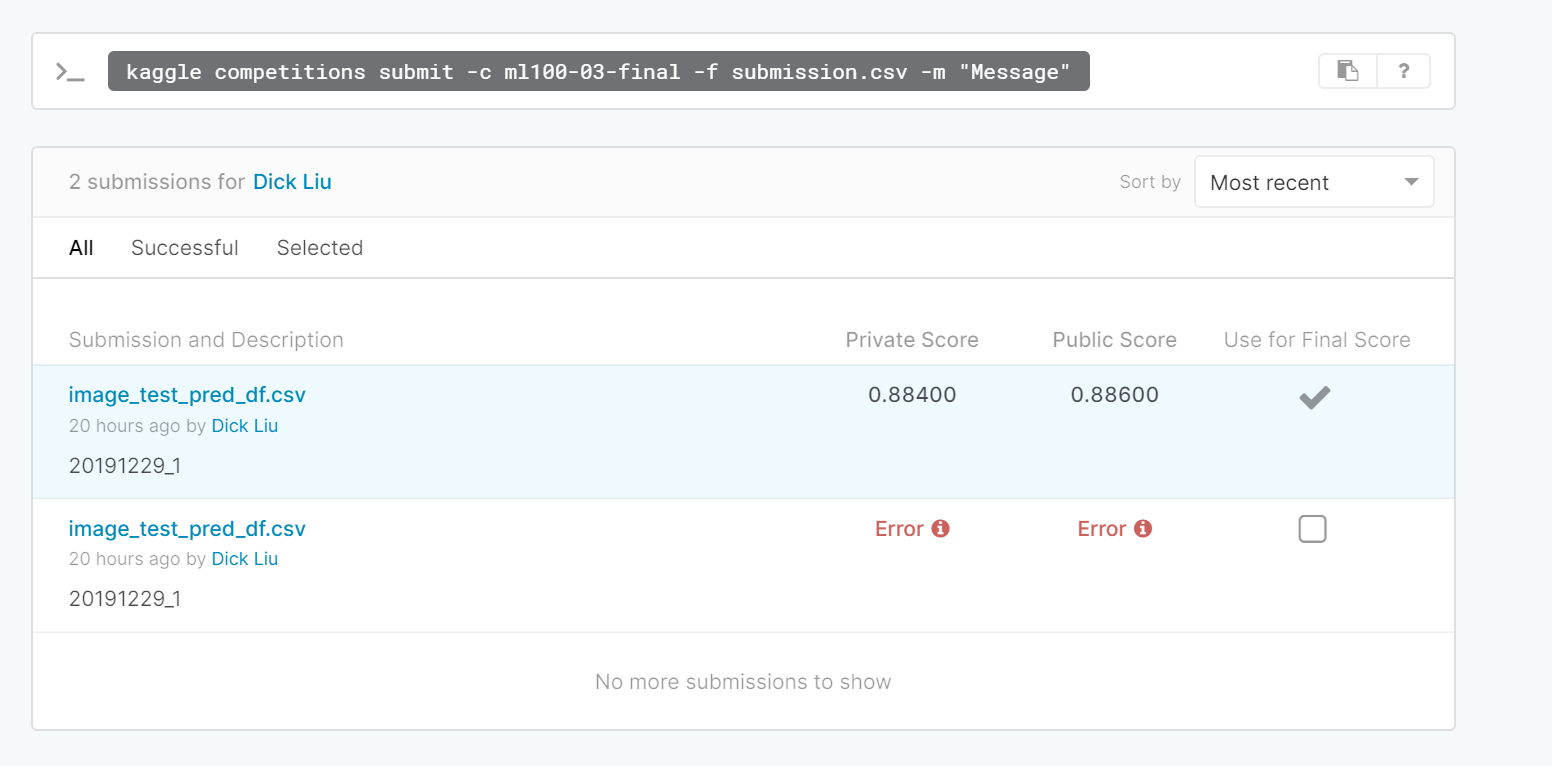 kaggle competitions submit -c ml100-03-final -f submission.csv -m "Message"
?
2 submissions for Dick Liu
Sort by Most recent
All Successful Selected
Submission and Description Private Score Public Score Use for Final Score
image_test_pred_df.csv 0.88400 0.88600
20 hours ago by Dick Liu
20191229_1
image_test_pred_df.csv Error Error
20 hours ago by Dick Liu
20191229_1
No more submissions to show